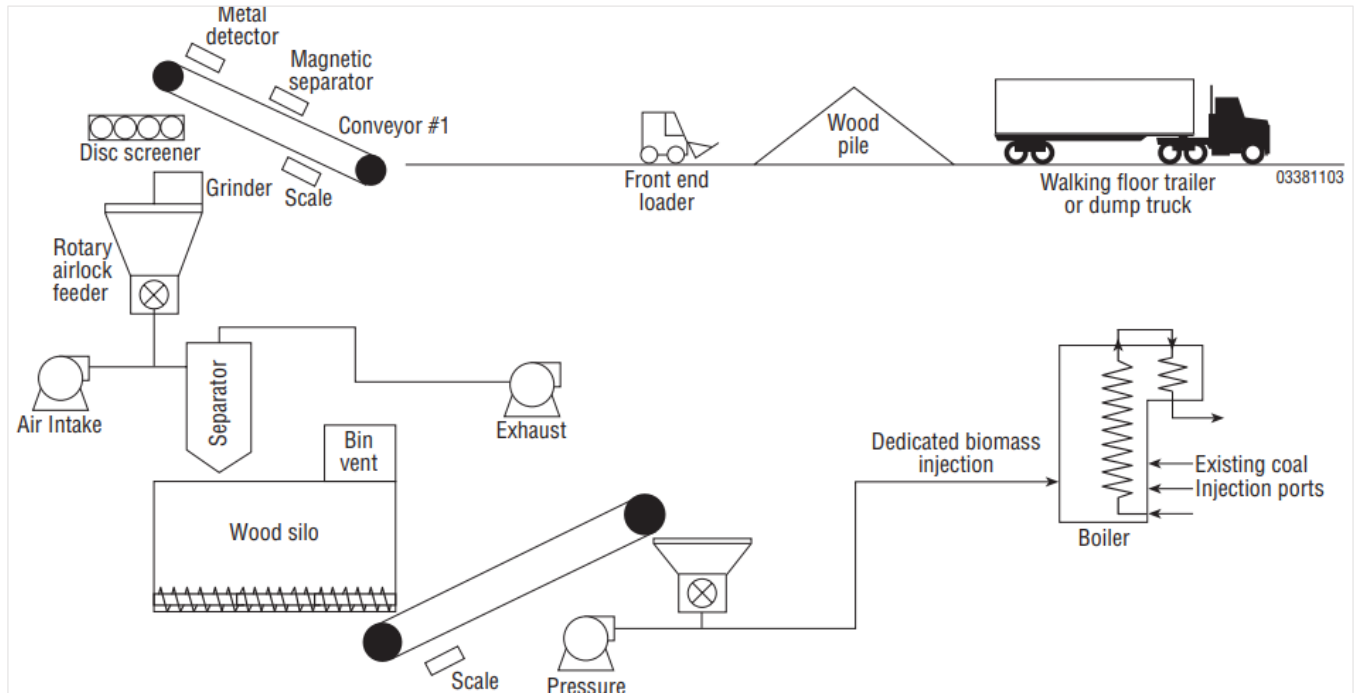 Metal
detector
Magnetic
separator
Conveyor #1
Disc screener
Scale
Grinder
Rotary
airlock
feeder
Wood
pile
Front end
loader
Walking floor trailer
or dump truck
03381103
Air Intake
Separator
Exhaust
Bin
vent
Wood silo
Scale
Pressure
Dedicated biomass
injection
Existing coal
Injection ports
Boiler